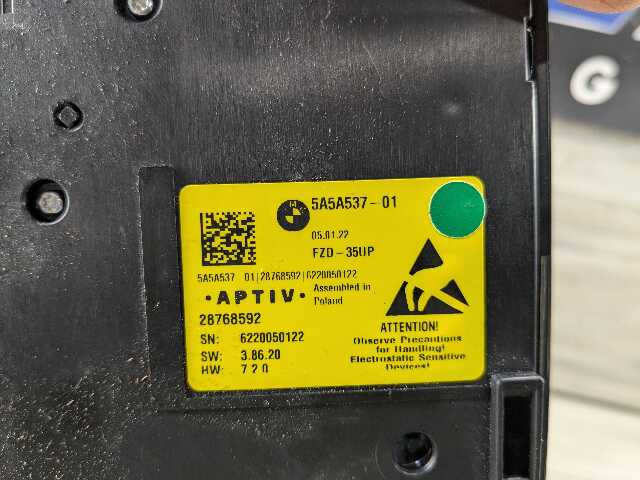 G
5A5A537-01
05.01.22
FZD-35UP
5A5A537 01|28768592|6220050122
Assembled in
Poland
·APTIV·
28768592
SN: 6220050122
SW: 3.86.20
HW: 7.2.0
ATTENTION!
Observe Precautions
for Handling!
Electrostatic Sensitive
Devices!